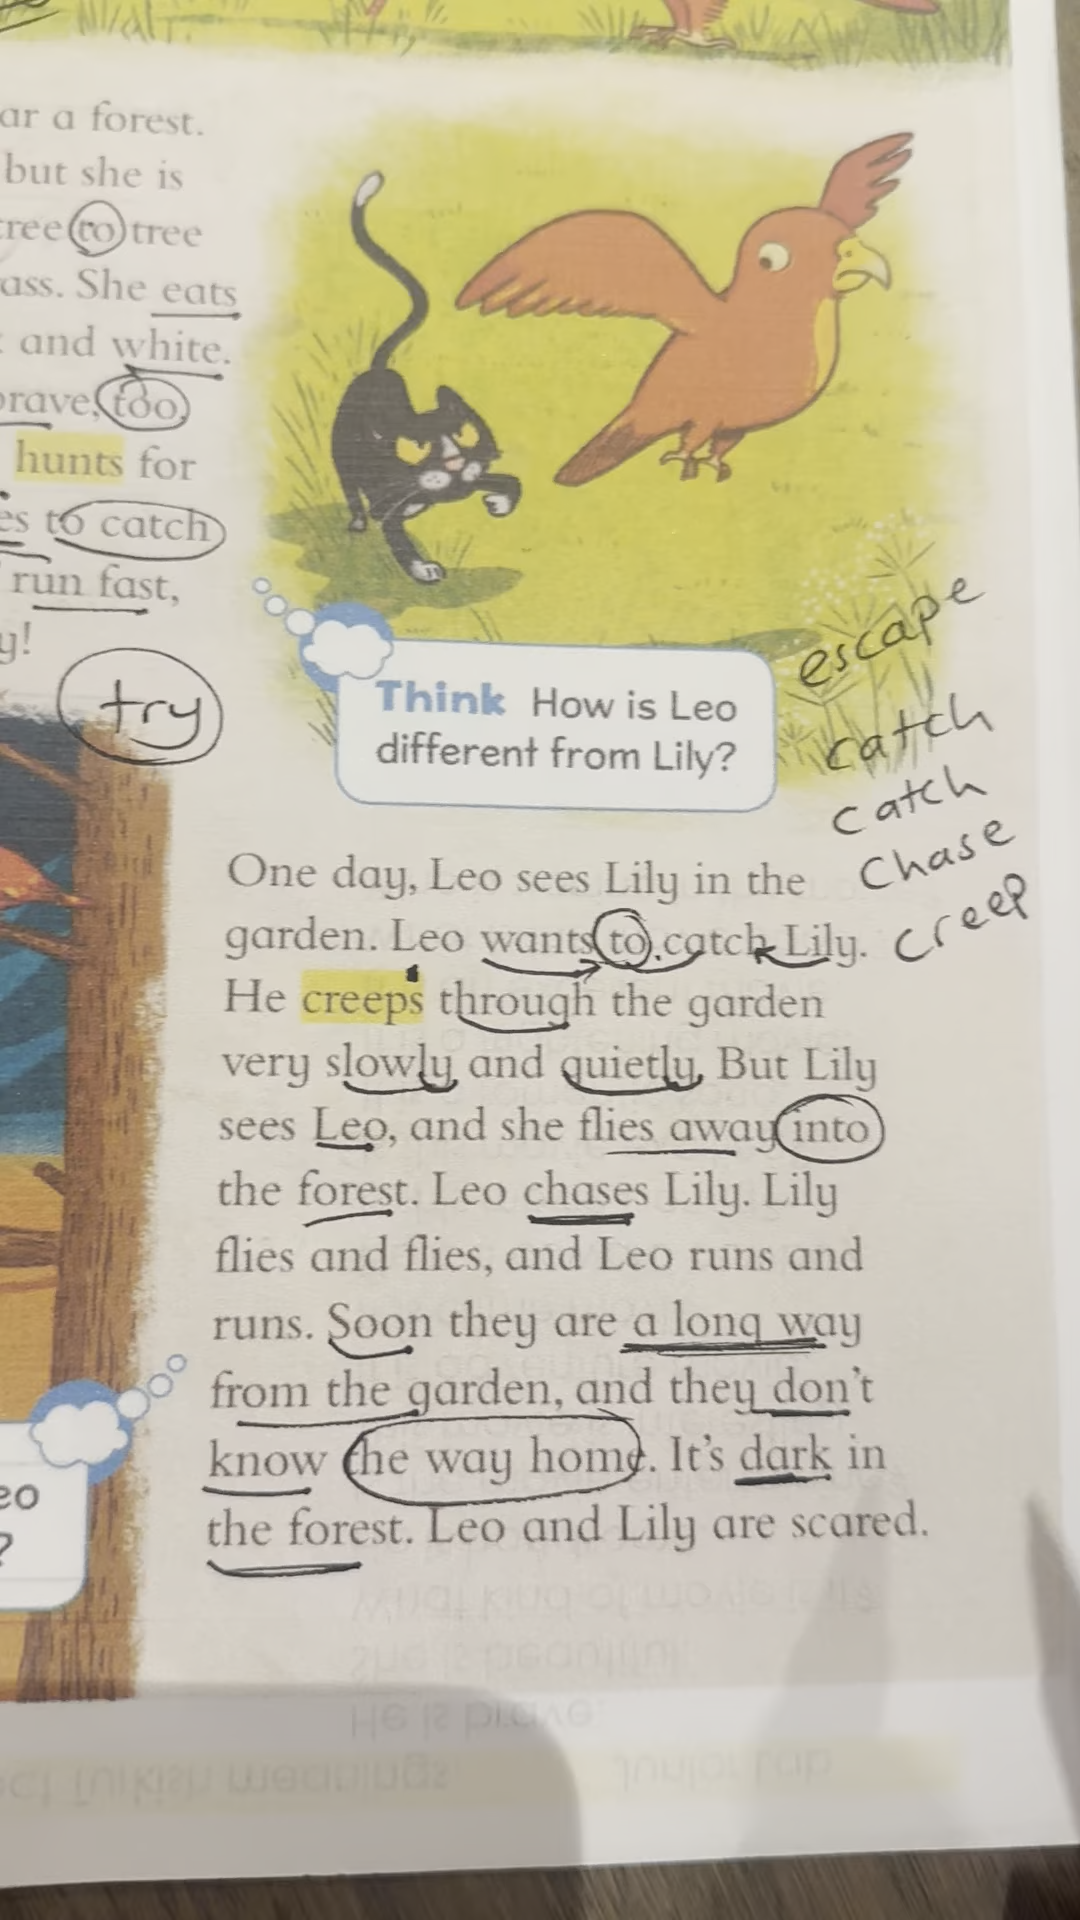 ar a forest.
but she is
tree to tree
ass. She eats
and white.
brave, too,
hunts for
es to catch
run fast,
y!
try
escape
catch
catch
chase
creep
Think How is Leo
different from Lily?
One day, Leo sees Lily in the
garden. Leo wants to catch Lily.
He creeps through the garden
very slowly and quietly. But Lily
sees Leo, and she flies away into
the forest. Leo chases Lily. Lily
flies and flies, and Leo runs and
runs. Soon they are a long way
from the garden, and they don't
know the way home. It's dark in
the forest. Leo and Lily are scared.
eo
?